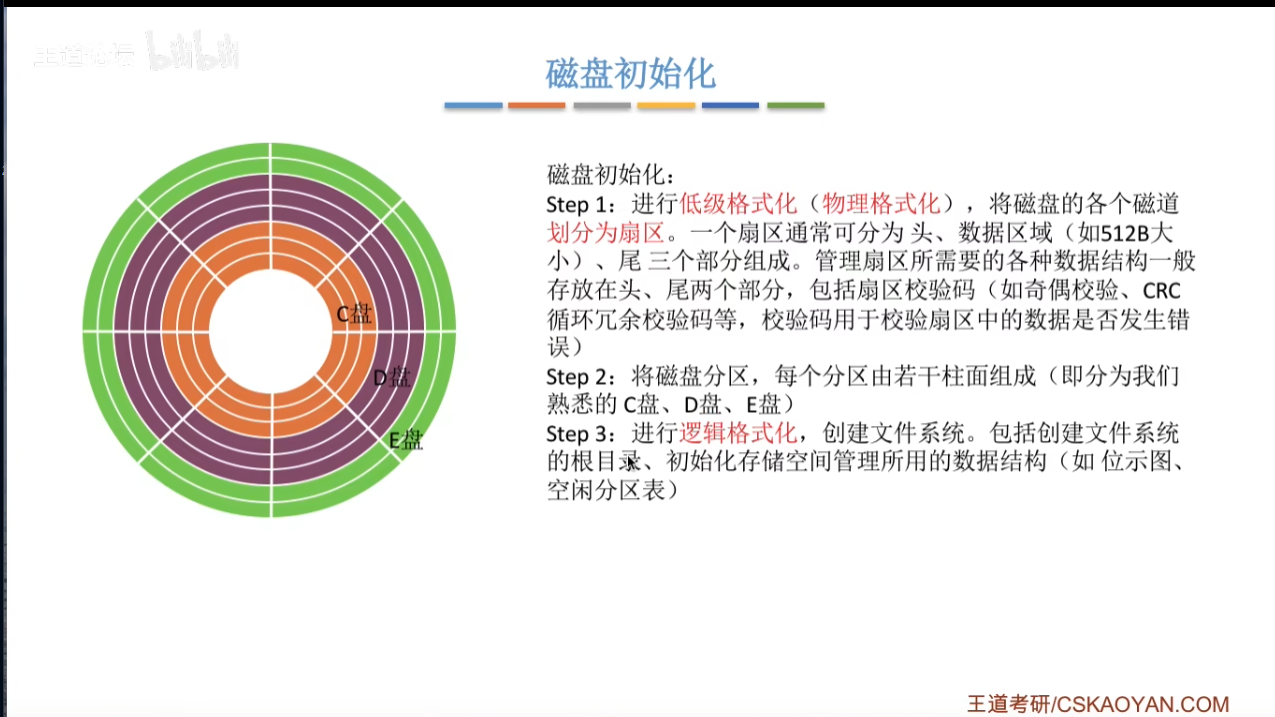 王道论坛 bilibili
磁盘初始化
磁盘初始化：
Step 1：进行低级格式化（物理格式化），将磁盘的各个磁道
划分为扇区。一个扇区通常可分为 头、数据区域（如512B大
小）、尾 三个部分组成。管理扇区所需要的各种数据结构一般
存放在头、尾两个部分，包括扇区校验码（如奇偶校验、CRC
循环冗余校验码等，校验码用于校验扇区中的数据是否发生错
误）
Step 2：将磁盘分区，每个分区由若干柱面组成（即分为我们
熟悉的 C盘、D盘、E盘）
Step 3：进行逻辑格式化，创建文件系统。包括创建文件系统
的根目录、初始化存储空间管理所用的数据结构（如 位示图、
空闲分区表）
C盘
D盘
E盘
王道考研/CSKAOYAN.COM